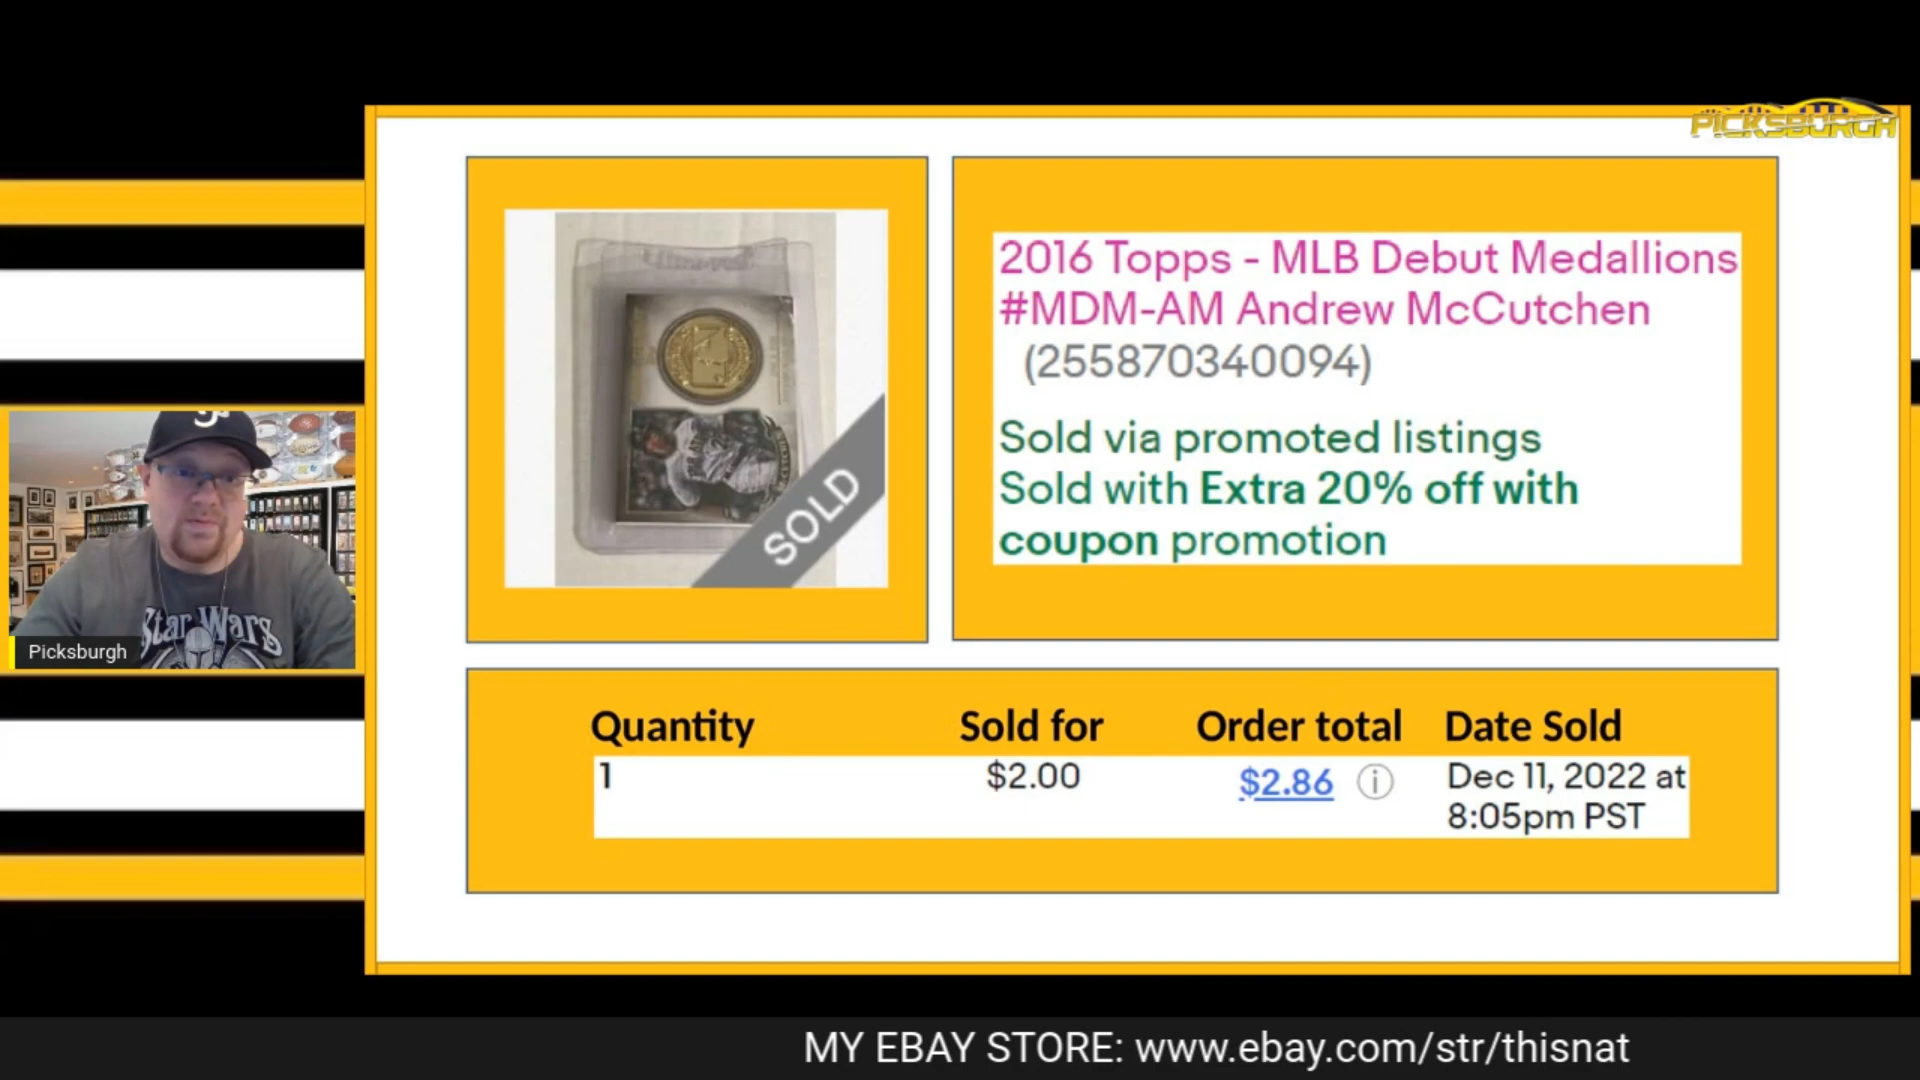 PICKSBURGH
2016 Topps - MLB Debut Medallions
#MDM-AM Andrew McCutchen
(255870340094)
Sold via promoted listings
Sold with Extra 20% off with
coupon promotion
SOLD
Star Wars
Picksburgh
Quantity Sold for Order total Date Sold
1 $2.00 $2.86 Dec 11, 2022 at
8:05pm PST
MY EBAY STORE: www.ebay.com/str/thisnat